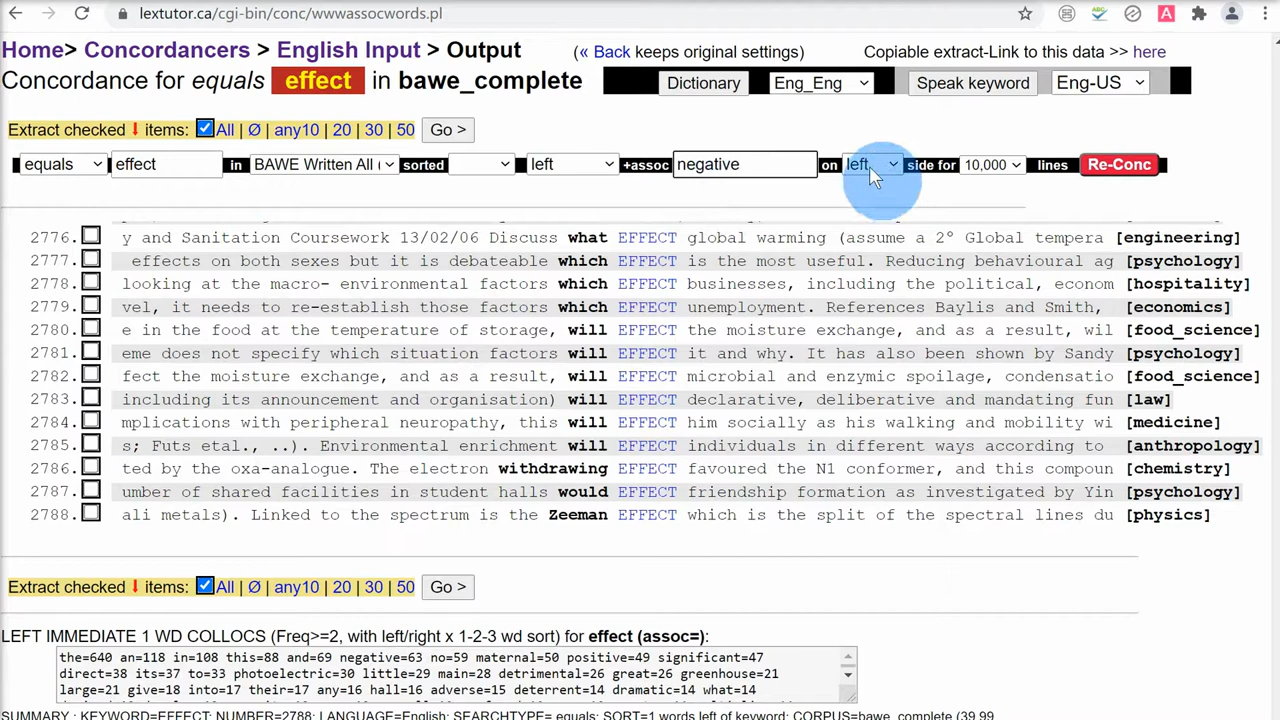 lextutor.ca/cgi-bin/conc/wwwassocwords.pl
Home> Concordancers > English Input > Output (« Back keeps original settings) Copiable extract-Link to this data >> here
Concordance for equals effect in bawe_complete Dictionary Eng_Eng Speak keyword Eng-US
Extract checked items: All | Ø | any10 | 20 | 30 | 50 Go >
equals effect in BAWE Written All ( sorted left +assoc negative on left side for 10,000 lines Re-Conc
2776. y and Sanitation Coursework 13/02/06 Discuss what EFFECT global warming (assume a 2° Global tempera [engineering]
2777. effects on both sexes but it is debateable which EFFECT is the most useful. Reducing behavioural ag [psychology]
2778. looking at the macro- environmental factors which EFFECT businesses, including the political, econom [hospitality]
2779. vel, it needs to re-establish those factors which EFFECT unemployment. References Baylis and Smith, [economics]
2780. e in the food at the temperature of storage, will EFFECT the moisture exchange, and as a result, wil [food_science]
2781. eme does not specify which situation factors will EFFECT it and why. It has also been shown by Sandy [psychology]
2782. fect the moisture exchange, and as a result, will EFFECT microbial and enzymic spoilage, condensatio [food_science]
2783. including its announcement and organisation) will EFFECT declarative, deliberative and mandating fun [law]
2784. mplications with peripheral neuropathy, this will EFFECT him socially as his walking and mobility wi [medicine]
2785. s; Futs etal., ..). Environmental enrichment will EFFECT individuals in different ways according to [anthropology]
2786. ted by the oxa-analogue. The electron withdrawing EFFECT favoured the N1 conformer, and this compoun [chemistry]
2787. umber of shared facilities in student halls would EFFECT friendship formation as investigated by Yin [psychology]
2788. ali metals). Linked to the spectrum is the Zeeman EFFECT which is the split of the spectral lines du [physics]
Extract checked items: All | Ø | any10 | 20 | 30 | 50 Go >
LEFT IMMEDIATE 1 WD COLLOCS (Freq>=2, with left/right x 1-2-3 wd sort) for effect (assoc=):
the=640 an=118 in=108 this=88 and=69 negative=63 no=59 maternal=50 positive=49 significant=47
direct=38 its=37 to=33 photoelectric=30 little=29 main=28 detrimental=26 great=26 greenhouse=21
large=21 give=18 into=17 their=17 any=16 hall=16 adverse=15 deterrent=14 dramatic=14 what=14
SUMMARY : KEYWORD=EFFECT; NUMBER=2788; LANGUAGE=English; SEARCHTYPE= equals; SORT=1 words left of keyword; CORPUS=bawe_complete (39.99